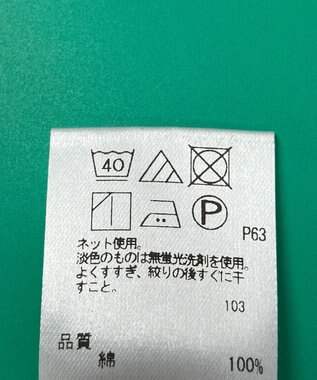 40
P
P63
ネット使用。
淡色のものは無蛍光洗剤を使用。
よくすすぎ、絞りの後すぐに干
すこと。
103
品質
綿 100%